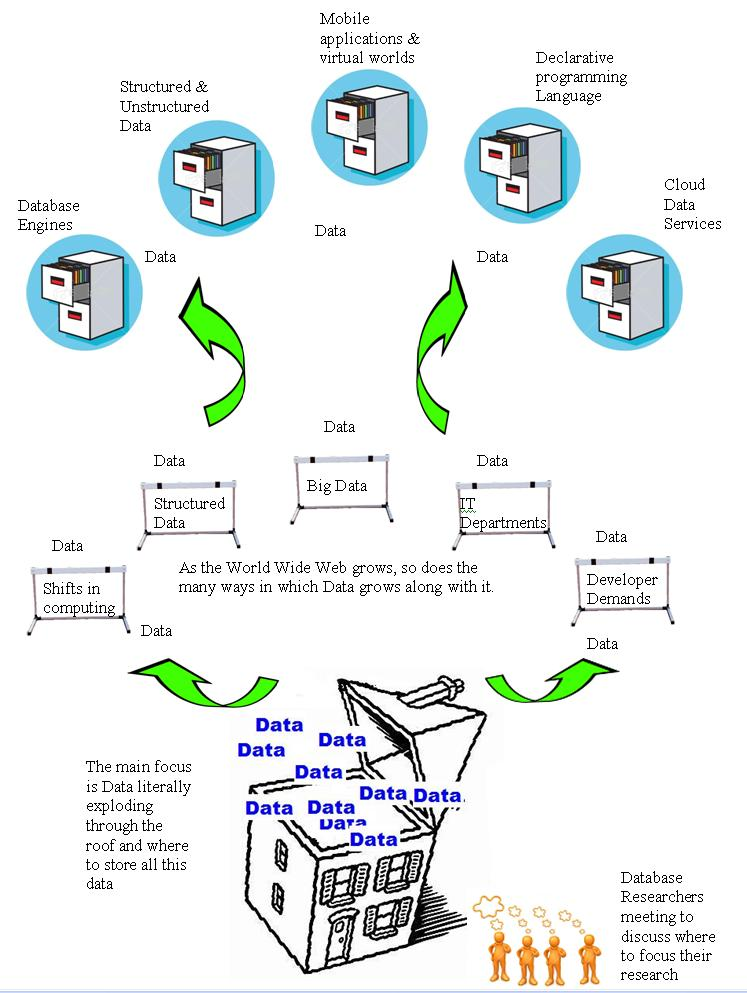 Mobile
applications &
virtual worlds
Declarative
programming
Language
Structured &
Unstructured
Data
Cloud
Data
Services
Database
Engines
Data
Data
Data
Data
Data
Data
Big Data
Structured
Data
IT
Departments
Data
Data
As the World Wide Web grows, so does the
many ways in which Data grows along with it.
Shifts in
computing
Developer
Demands
Data
Data
Data
Data
Data
Data
Data
Data
Data
Data
Data
Data
The main focus
is Data literally
exploding
through the
roof and where
to store all this
data
Database
Researchers
meeting to
discuss where
to focus their
research